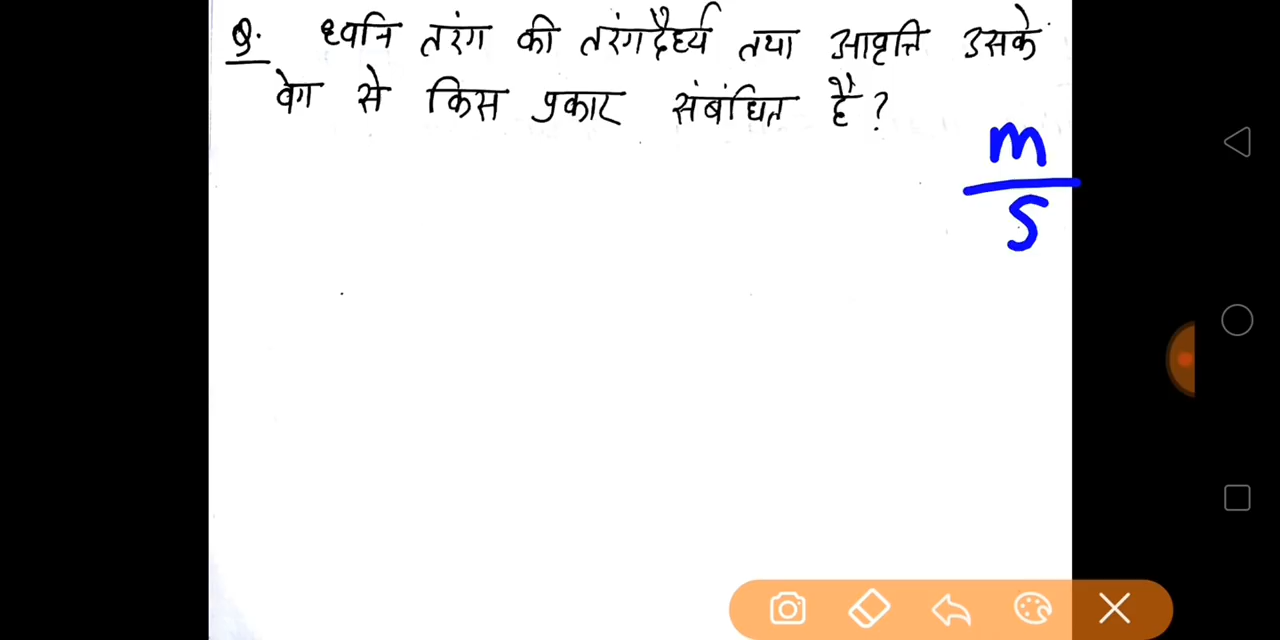 Q. ध्वनि तरंग की तरंगदैर्ध्य तथा आवृत्ति उसके
वेग से किस प्रकार संबंधित है?
m
s